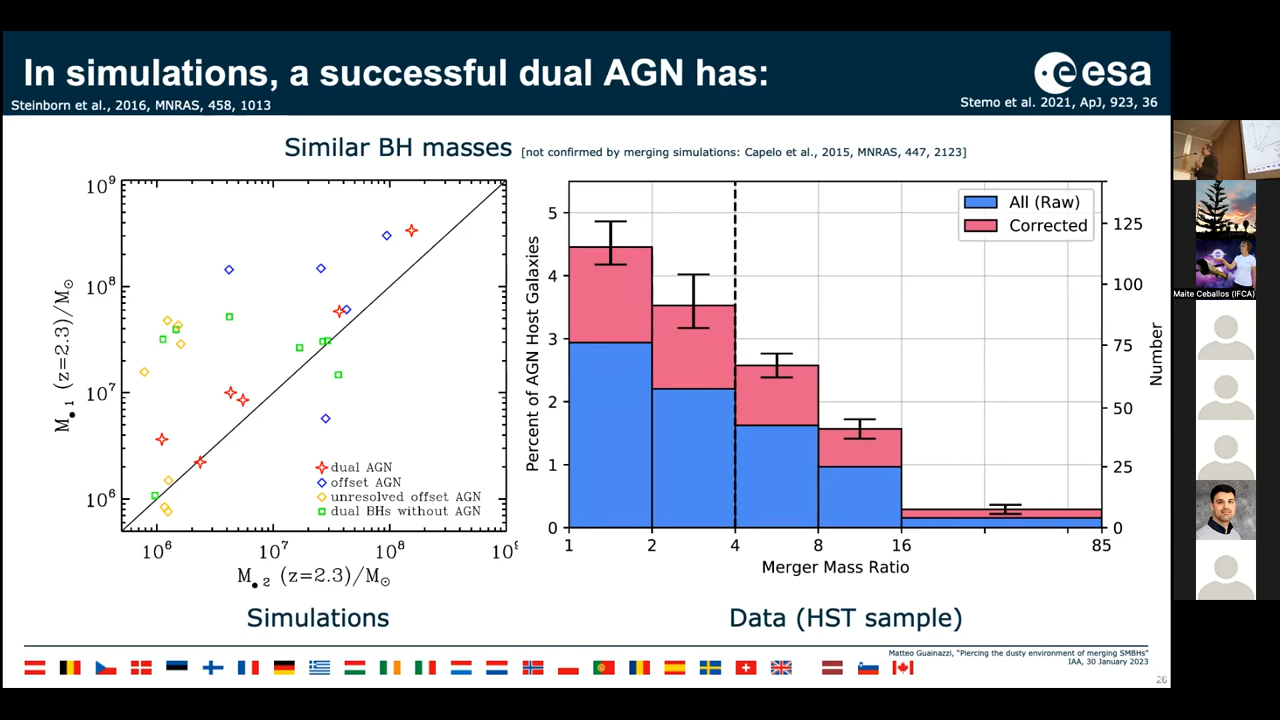 In simulations, a successful dual AGN has:
esa
Steinborn et al., 2016, MNRAS, 458, 1013
Stemo et al. 2021, ApJ, 923, 36
Similar BH masses [not confirmed by merging simulations: Capelo et al., 2015, MNRAS, 447, 2123]
M●1 (z=2.3)/M☉
10⁹
10⁸
10⁷
10⁶
dual AGN
offset AGN
unresolved offset AGN
dual BHs without AGN
10⁶ 10⁷ 10⁸
M●2 (z=2.3)/M☉
Simulations
Percent of AGN Host Galaxies
5
4
3
2
1
0
All (Raw)
Corrected
125
100
75
50
25
0
Number
1 2 4 8 16 85
Merger Mass Ratio
Data (HST sample)
Matteo Guainazzi, "Piercing the dusty environment of merging SMBHs"
IAA, 30 January 2023
Maite Ceballos (IFCA)